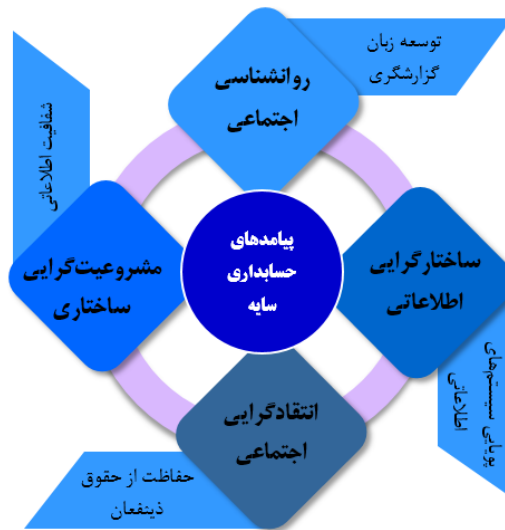 توسعه زبان
گزارشگری
روانشناسی
اجتماعی
شفافیت اطلاعاتی
پیامدهای
حسابداری
سایه
ساختارگرایی
اطلاعاتی
مشروعیت‌گرایی
ساختاری
پویایی سیستم‌های
اطلاعاتی
انتقادگرایی
اجتماعی
حفاظت از حقوق
ذینفعان